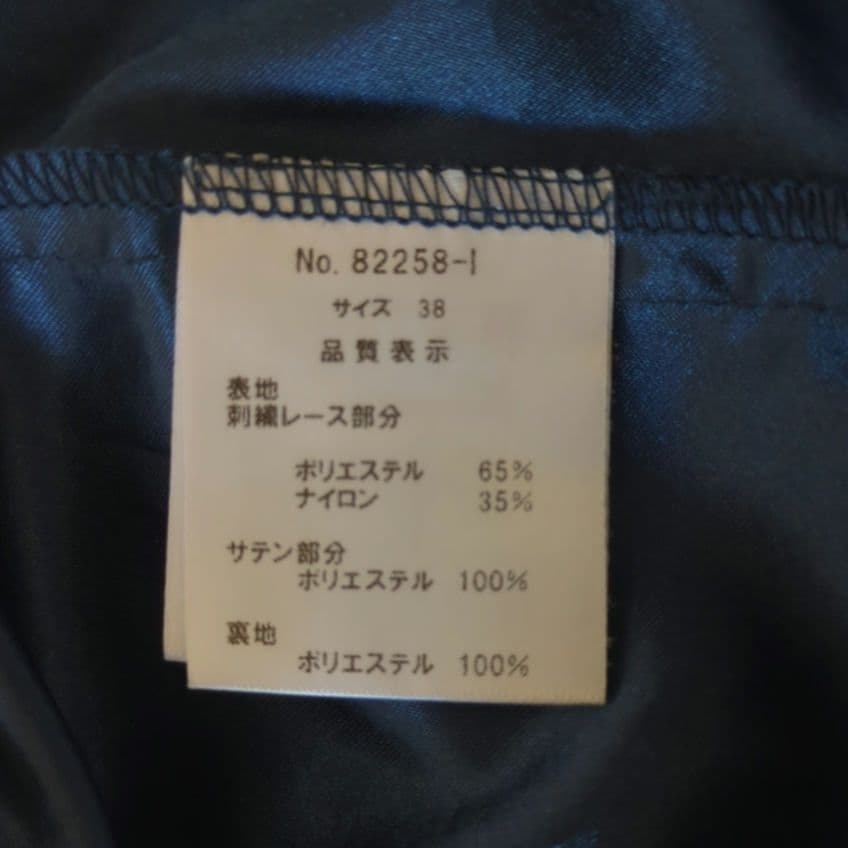 No. 82258-1
サイズ 38
品質表示
表地
刺繍レース部分
ポリエステル 65%
ナイロン 35%
サテン部分
ポリエステル 100%
裏地
ポリエステル 100%